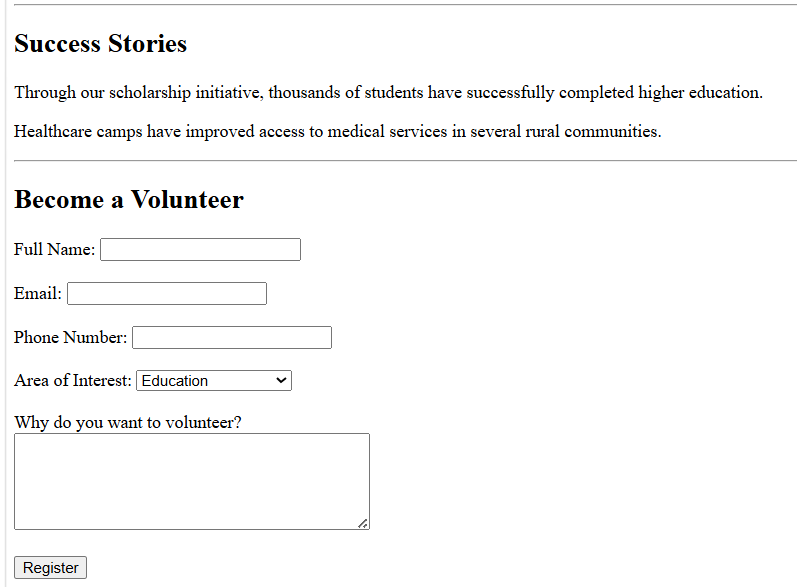 Success Stories
Through our scholarship initiative, thousands of students have successfully completed higher education.
Healthcare camps have improved access to medical services in several rural communities.
Become a Volunteer
Full Name:
Email:
Phone Number:
Area of Interest: Education
Why do you want to volunteer?
Register